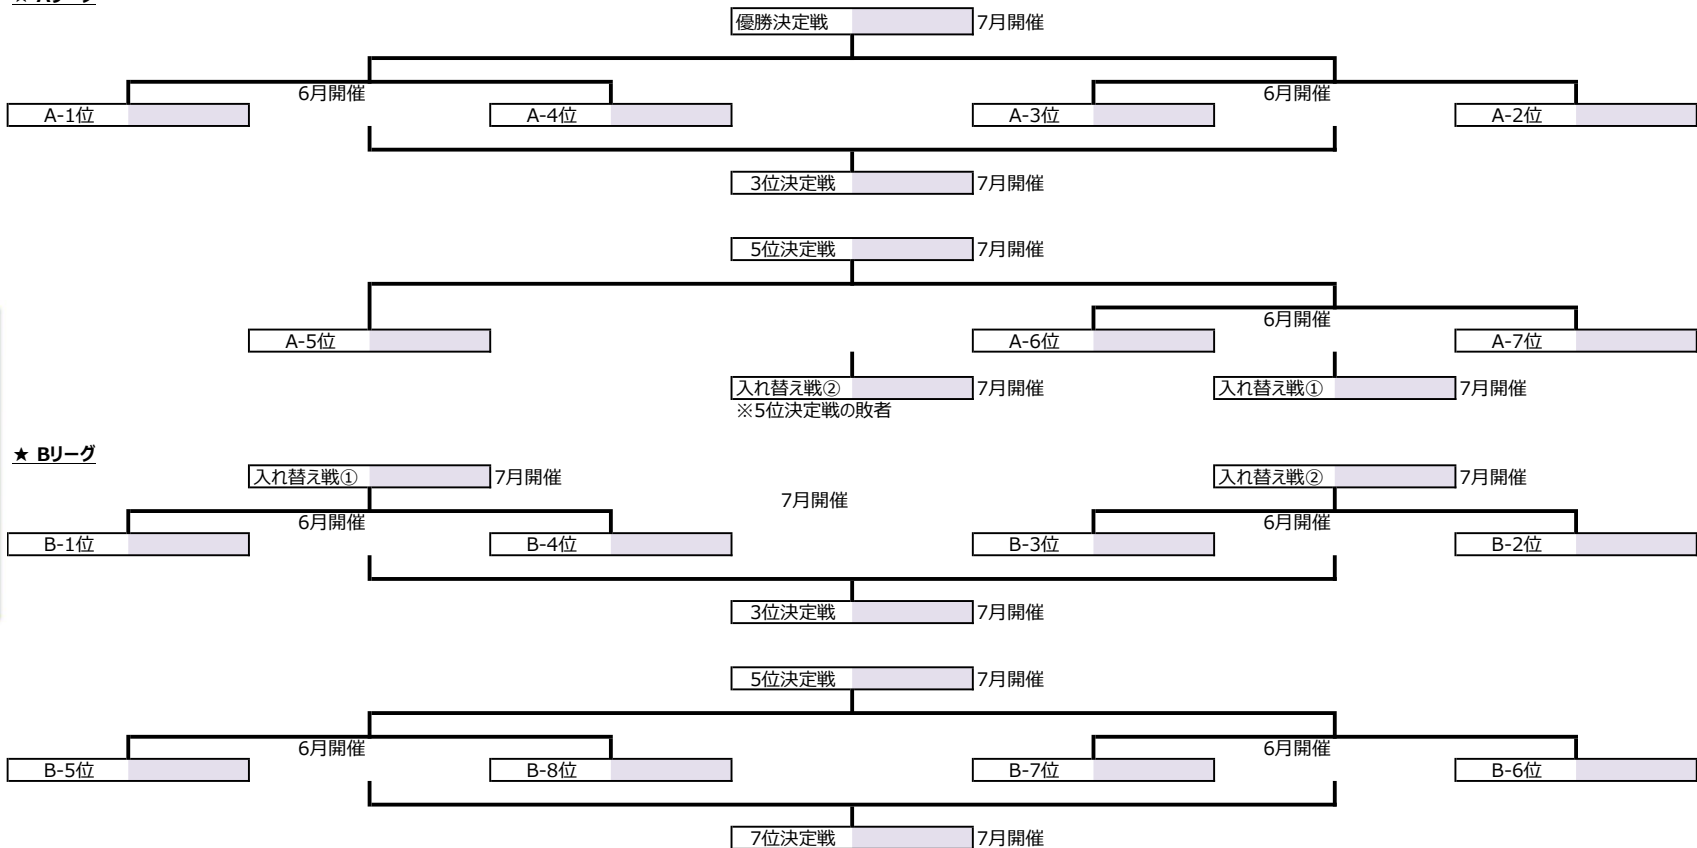 ★ Aリーグ
優勝決定戦 7月開催
6月開催 6月開催
A-1位 A-4位 A-3位 A-2位
3位決定戦 7月開催
5位決定戦 7月開催
6月開催
A-5位 A-6位 A-7位
入れ替え戦② 7月開催 入れ替え戦① 7月開催
※5位決定戦の敗者
★ Bリーグ
入れ替え戦① 7月開催 入れ替え戦② 7月開催
7月開催
6月開催 6月開催
B-1位 B-4位 B-3位 B-2位
3位決定戦 7月開催
5位決定戦 7月開催
6月開催 6月開催
B-5位 B-8位 B-7位 B-6位
7位決定戦 7月開催